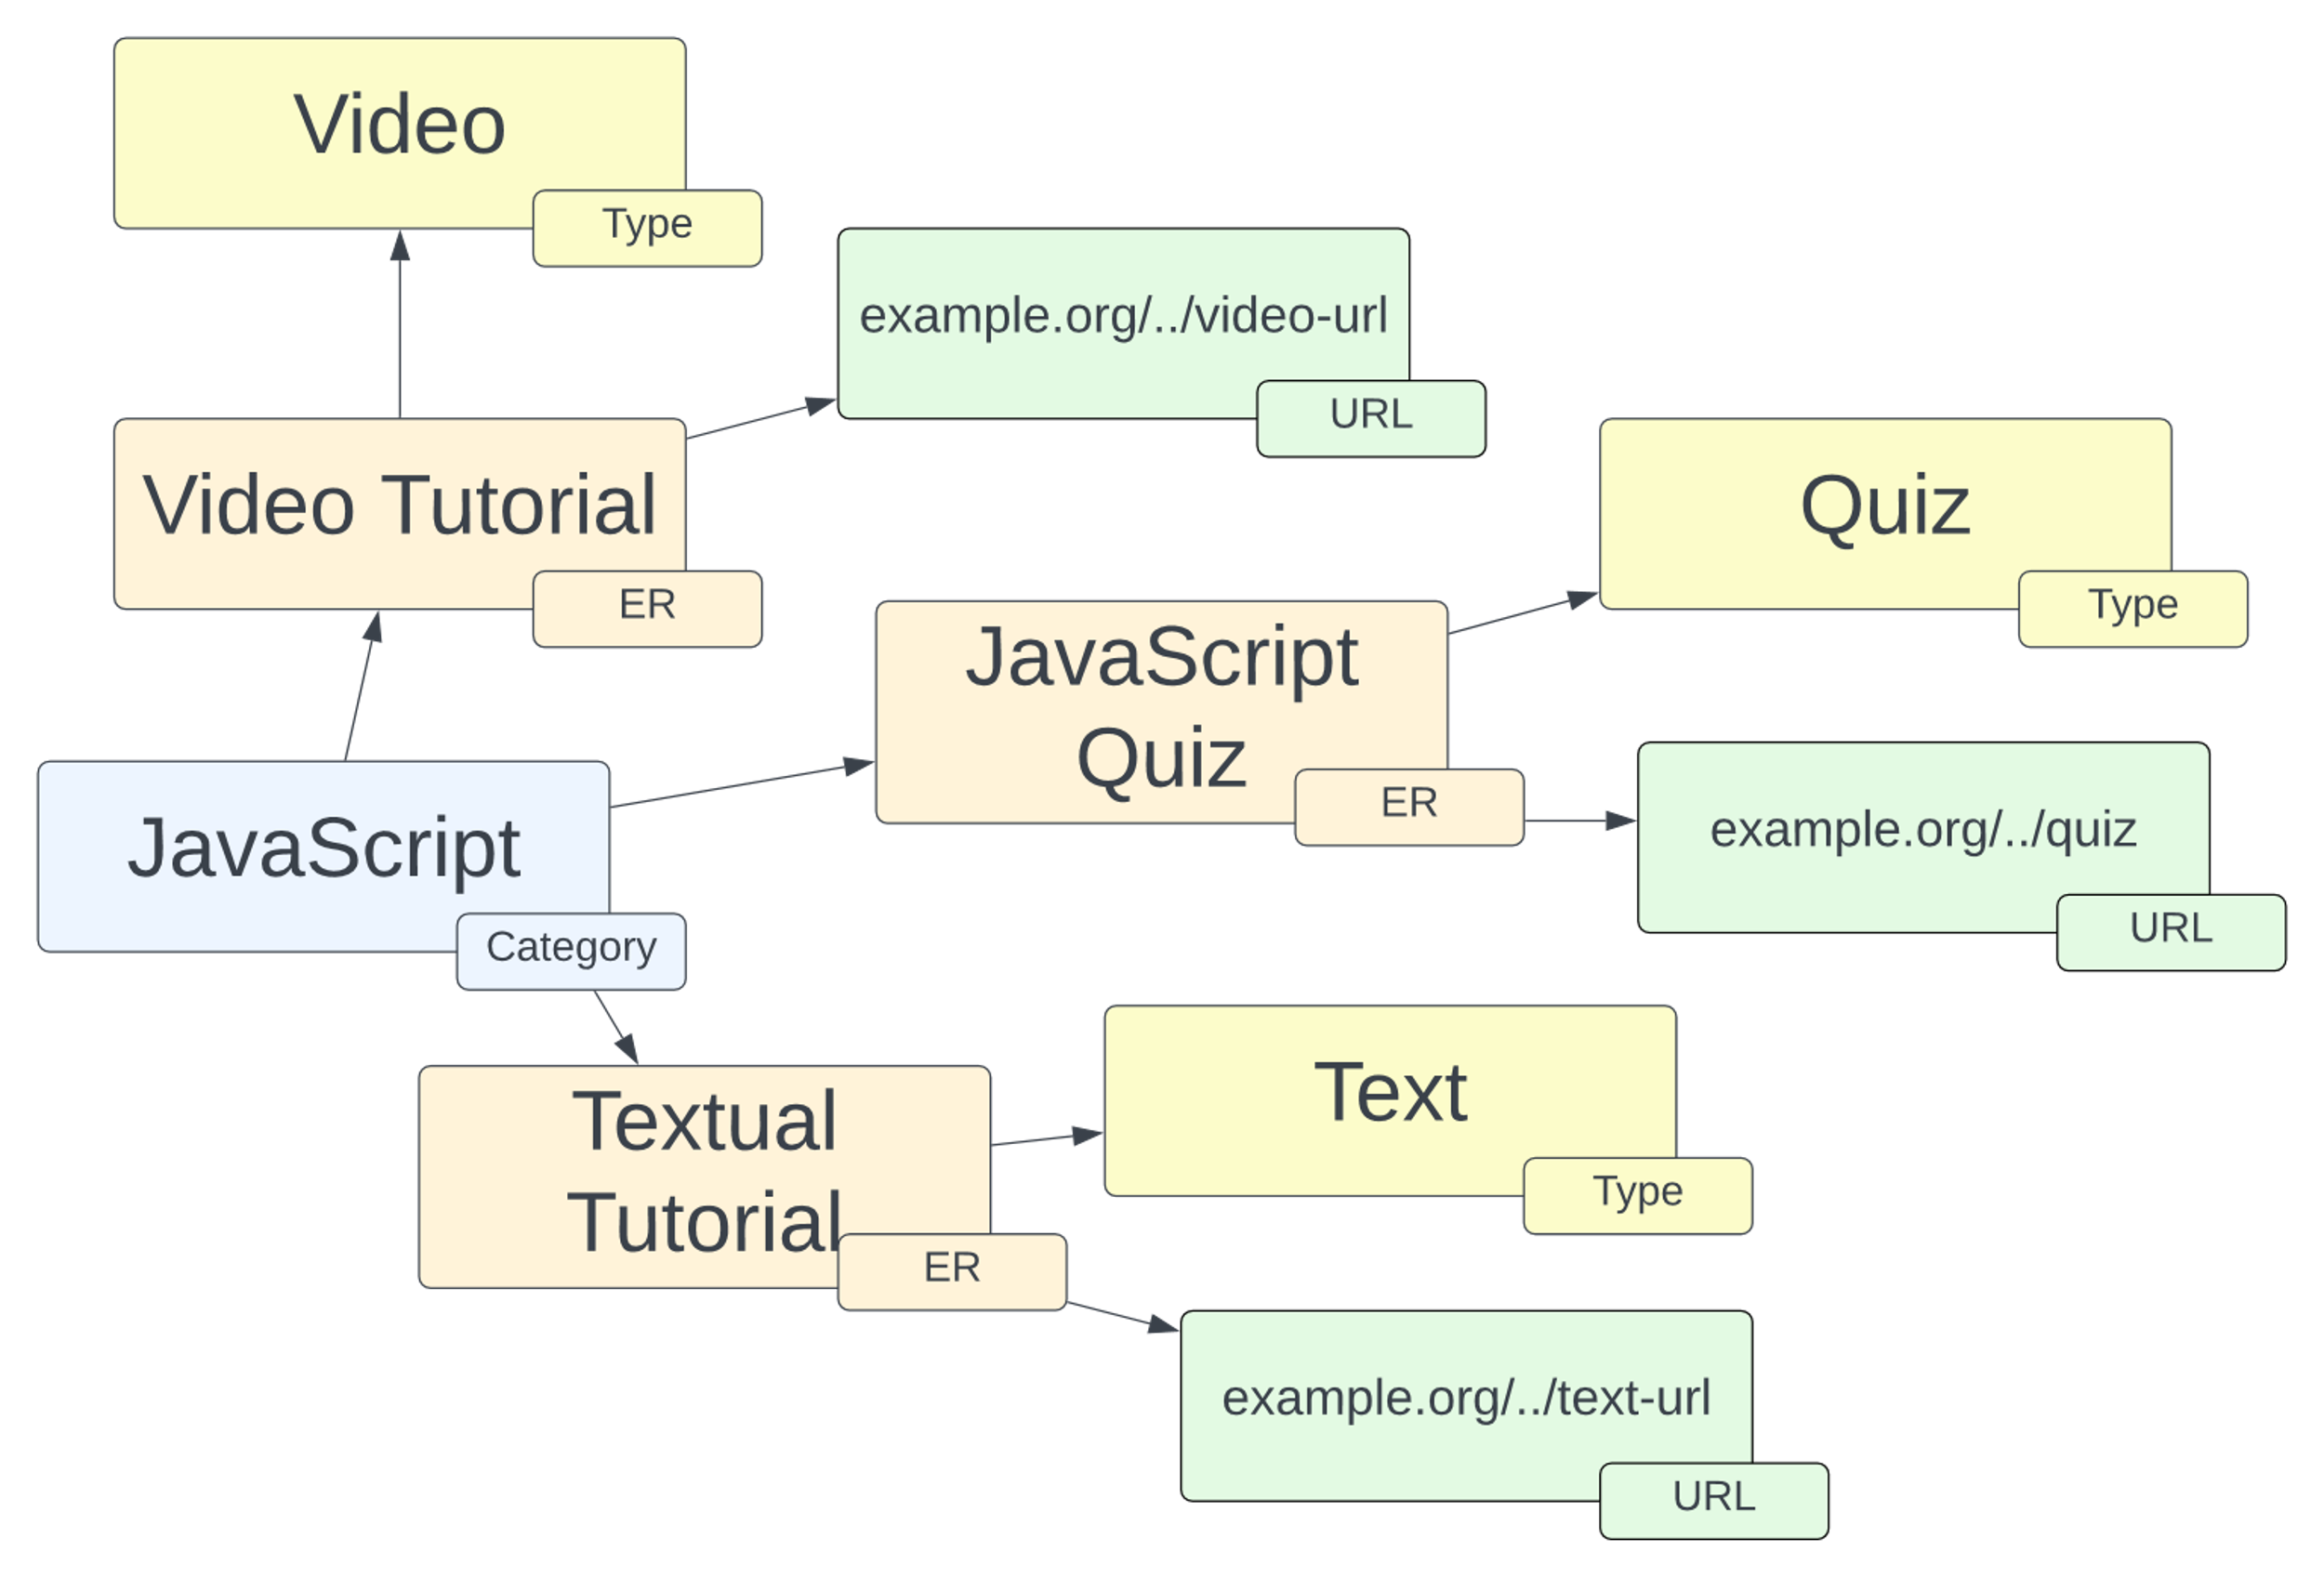 Video
Type
example.org/../video-url
URL
Video Tutorial
ER
Quiz
Type
JavaScript
Quiz
ER
example.org/../quiz
URL
JavaScript
Category
Text
Type
Textual
Tutorial
ER
example.org/../text-url
URL